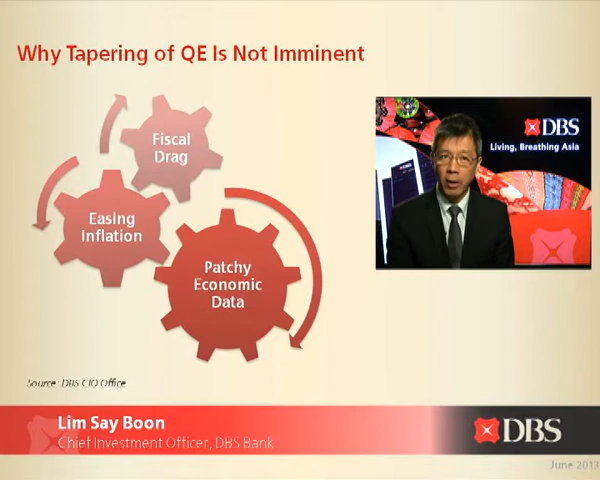 Why Tapering of QE Is Not Imminent
Fiscal
Drag
Easing
Inflation
Patchy
Economic
Data
DBS
Living, Breathing Asia
Source: DBS CIO Office
Lim Say Boon
Chief Investment Officer, DBS Bank
DBS
June 2013